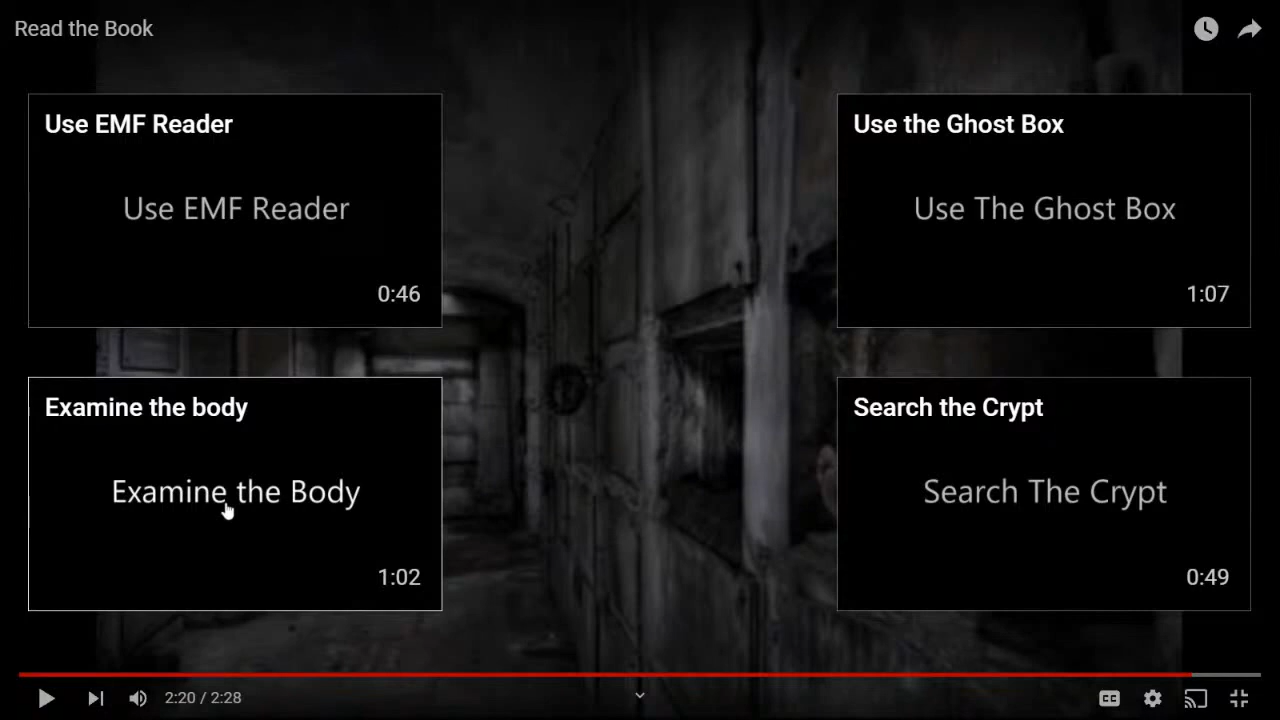 Read the Book
Use EMF Reader
Use EMF Reader
0:46
Use the Ghost Box
Use The Ghost Box
1:07
Examine the body
Examine the Body
1:02
Search the Crypt
Search The Crypt
0:49
2:20 / 2:28
CC